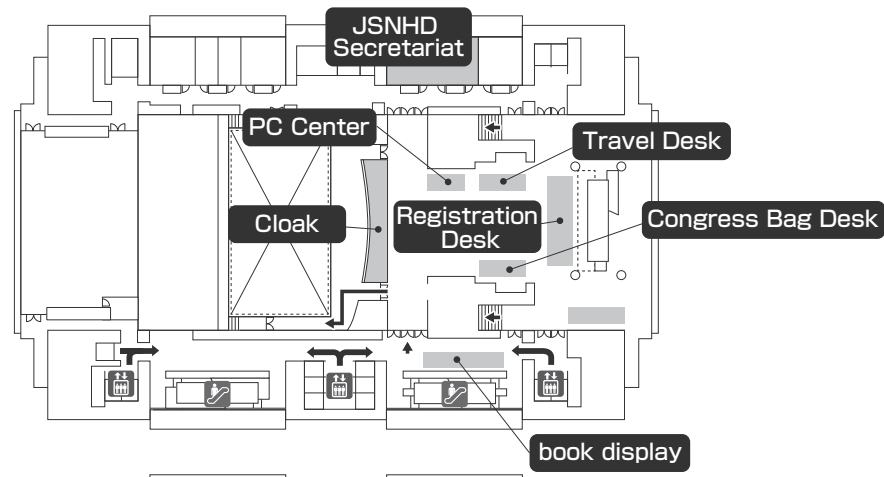 JSNHD
Secretariat
PC Center
Travel Desk
Cloak
Registration
Desk
Congress Bag Desk
book display